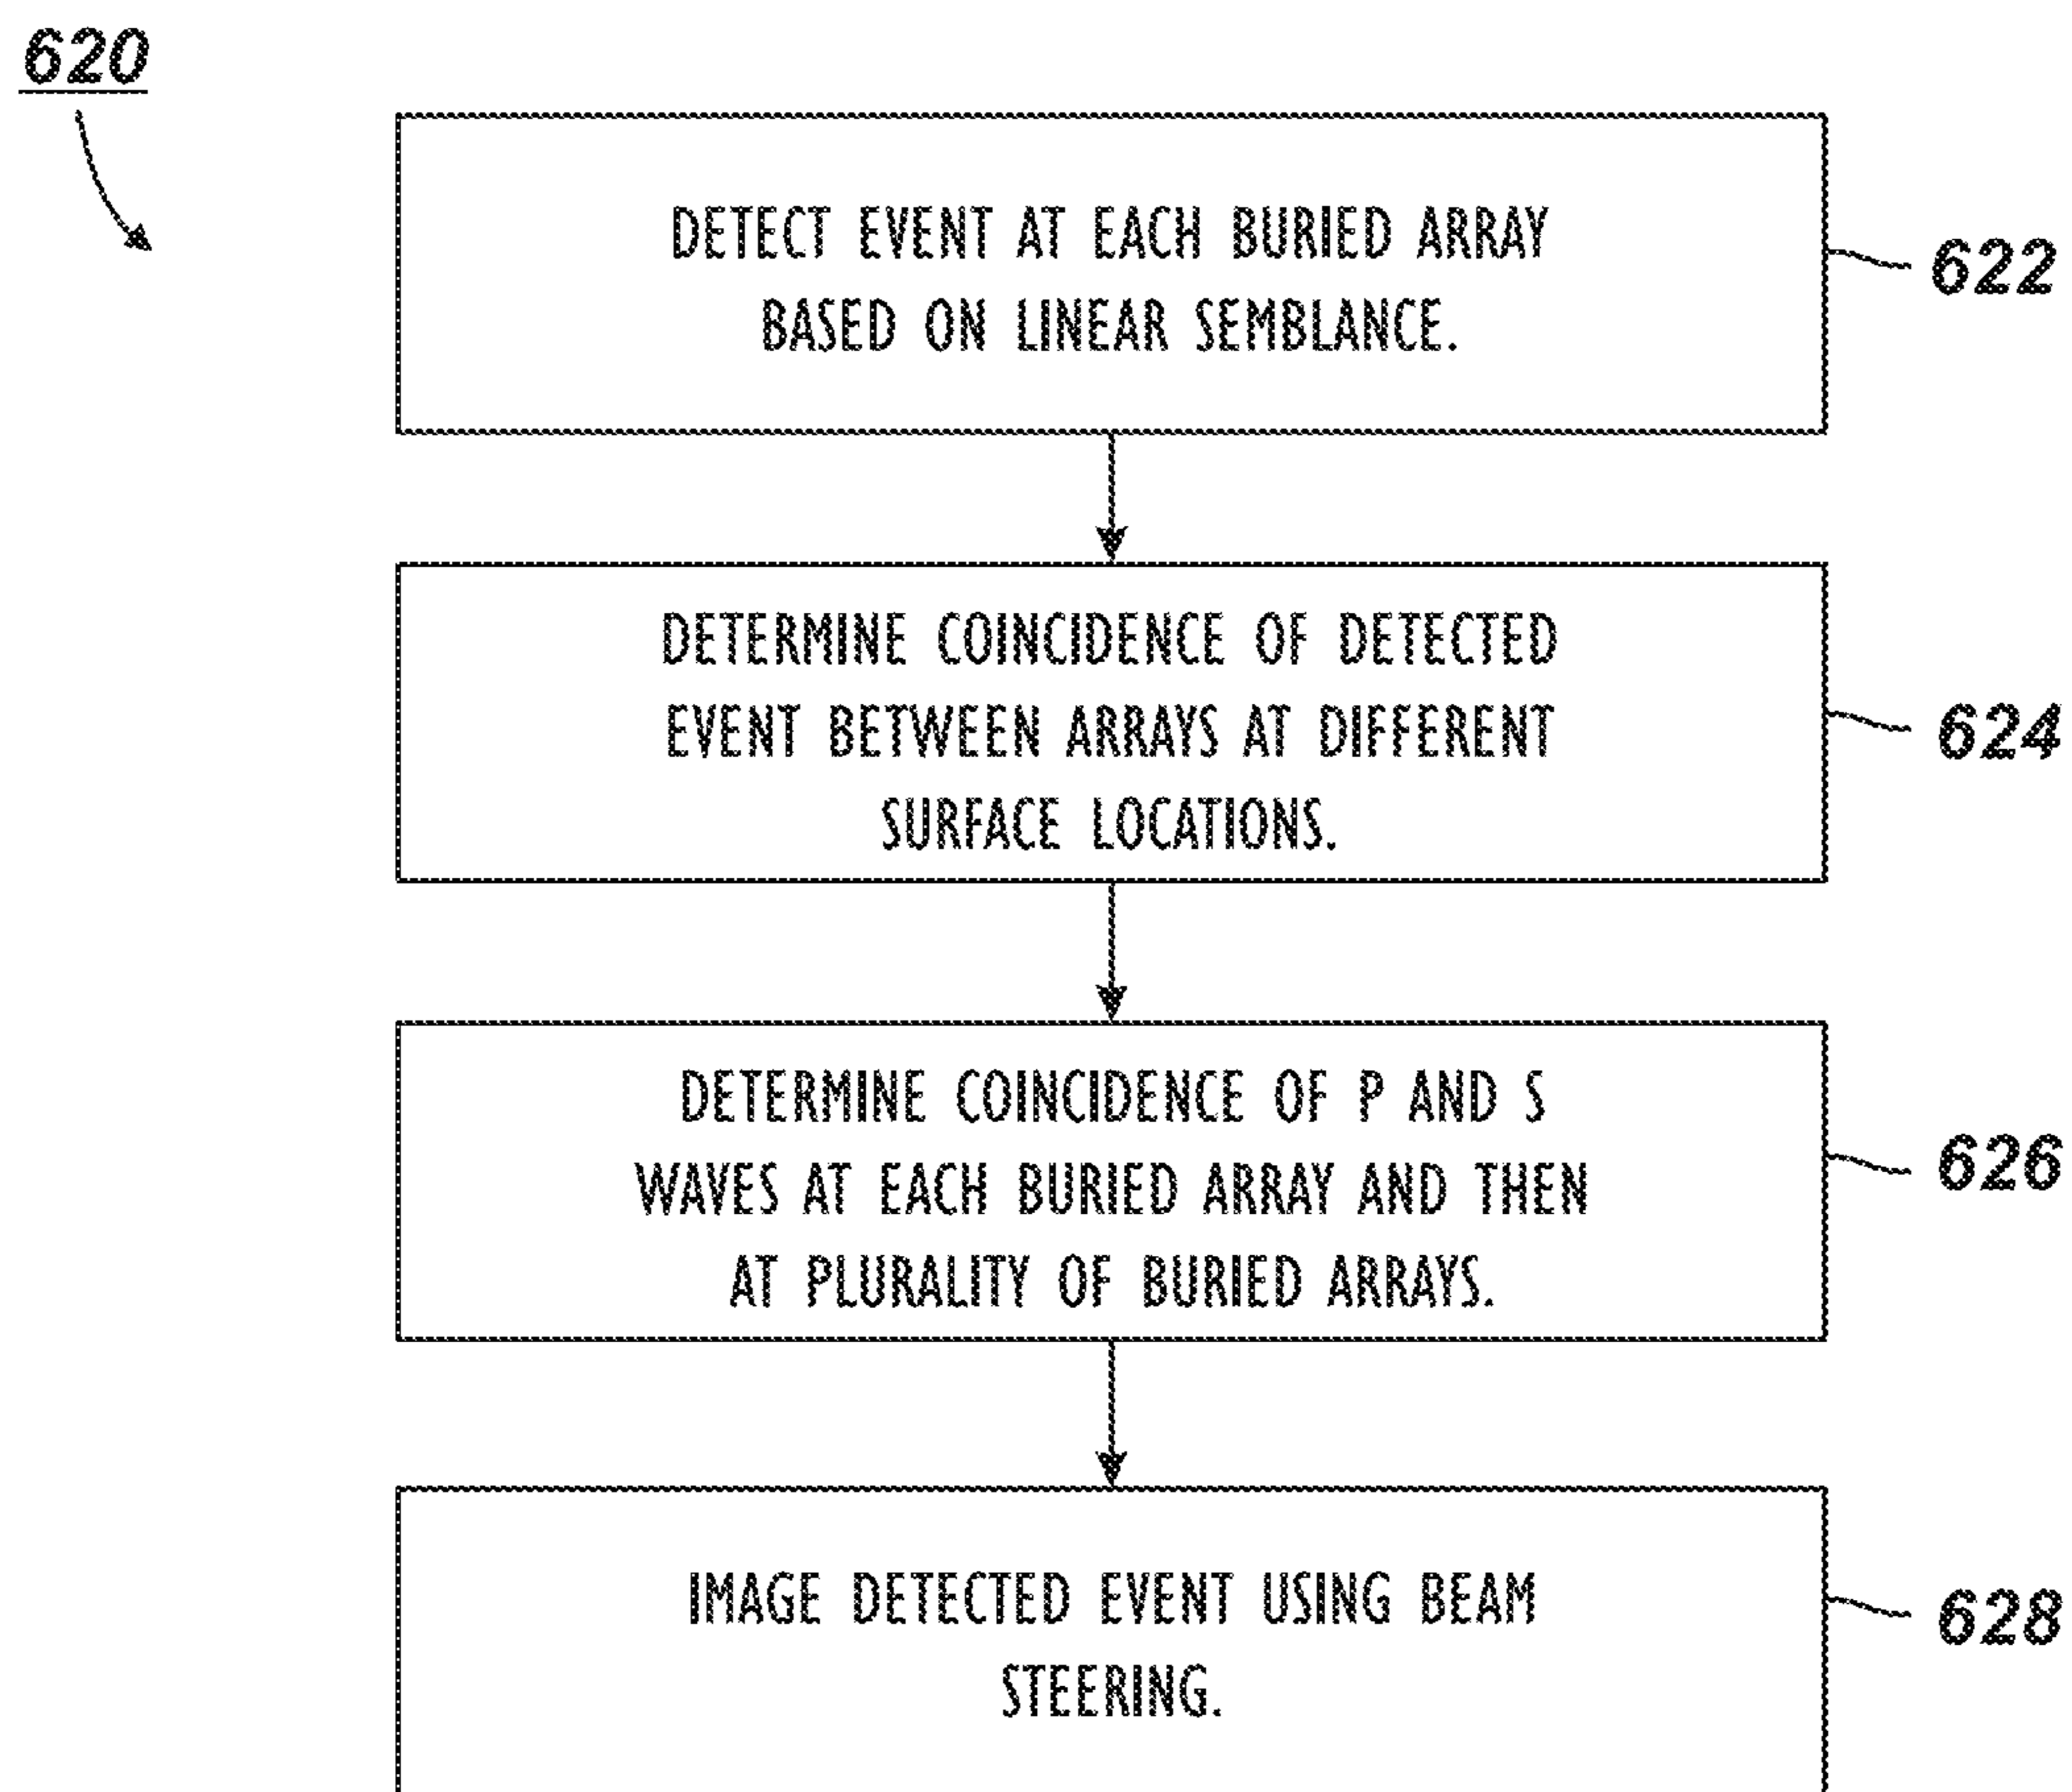 620
DETECT EVENT AT EACH BURIED ARRAY
BASED ON LINEAR SEMBLANCE.
622
DETERMINE COINCIDENCE OF DETECTED
EVENT BETWEEN ARRAYS AT DIFFERENT
SURFACE LOCATIONS.
624
DETERMINE COINCIDENCE OF P AND S
WAVES AT EACH BURIED ARRAY AND THEN
AT PLURALITY OF BURIED ARRAYS.
626
IMAGE DETECTED EVENT USING BEAM
STEERING.
628